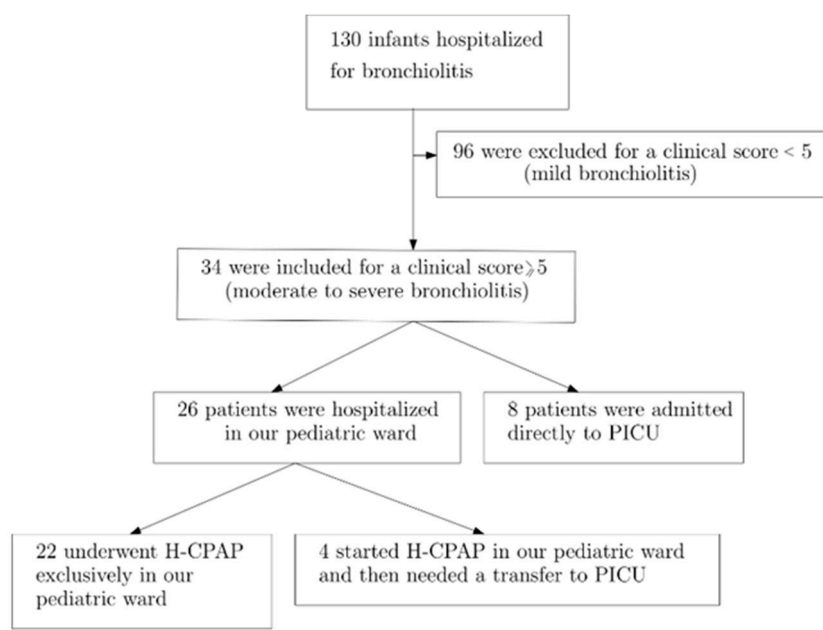 130 infants hospitalized
for bronchiolitis
96 were excluded for a clinical score < 5
(mild bronchiolitis)
34 were included for a clinical score⩾5
(moderate to severe bronchiolitis)
26 patients were hospitalized
in our pediatric ward
8 patients were admitted
directly to PICU
22 underwent H-CPAP
exclusively in our
pediatric ward
4 started H-CPAP in our pediatric ward
and then needed a transfer to PICU